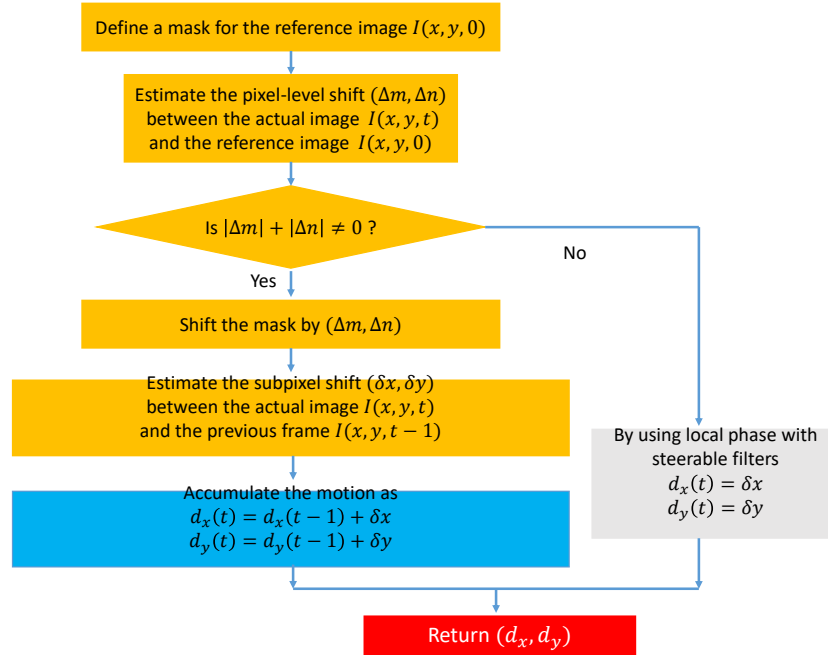 Define a mask for the reference image I(x, y, 0)
Estimate the pixel-level shift (Δm, Δn)
between the actual image I(x, y, t)
and the reference image I(x, y, 0)
Is |Δm| + |Δn| ≠ 0 ?
No
Yes
Shift the mask by (Δm, Δn)
Estimate the subpixel shift (δx, δy)
between the actual image I(x, y, t)
and the previous frame I(x, y, t − 1)
By using local phase with
steerable filters
d_x(t) = δx
d_y(t) = δy
Accumulate the motion as
d_x(t) = d_x(t − 1) + δx
d_y(t) = d_y(t − 1) + δy
Return (d_x, d_y)